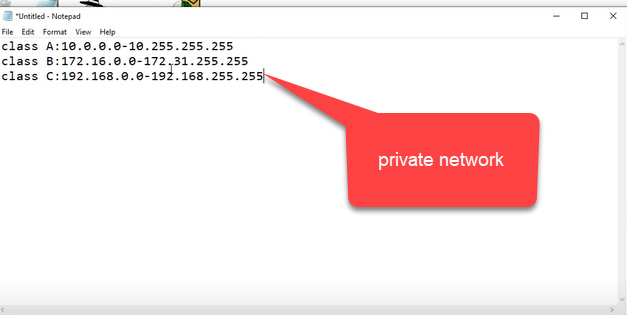 *Untitled - Notepad
File Edit Format View Help
class A:10.0.0.0-10.255.255.255
class B:172.16.0.0-172.31.255.255
class C:192.168.0.0-192.168.255.255
private network